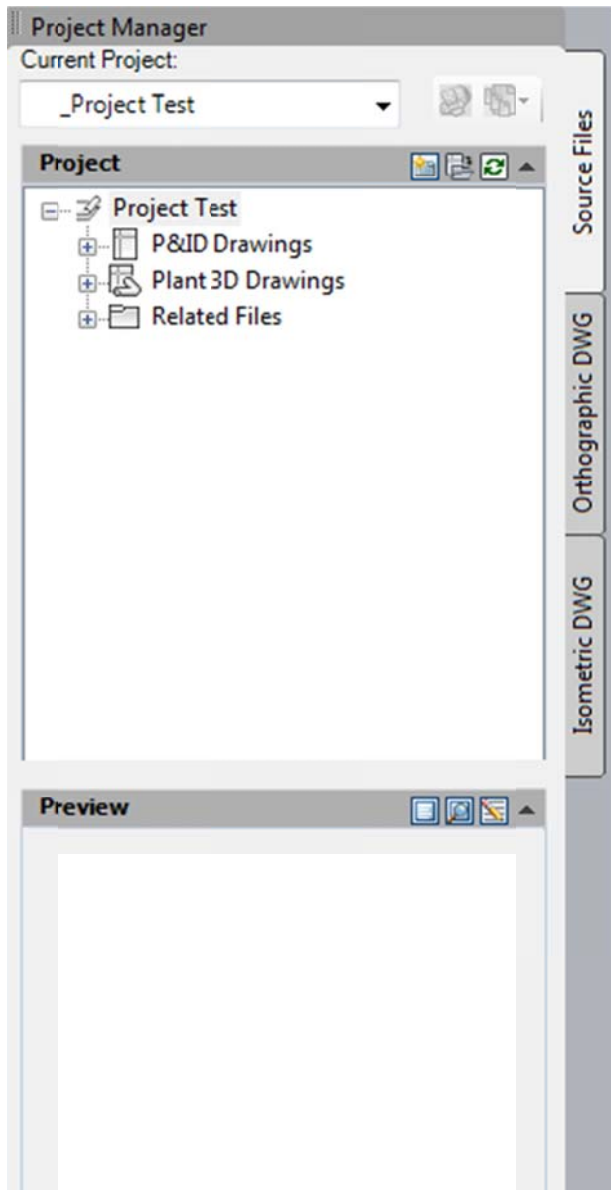 Project Manager
Current Project:
_Project Test
Project
Project Test
P&ID Drawings
Plant 3D Drawings
Related Files
Preview
Source Files
Orthographic DWG
Isometric DWG